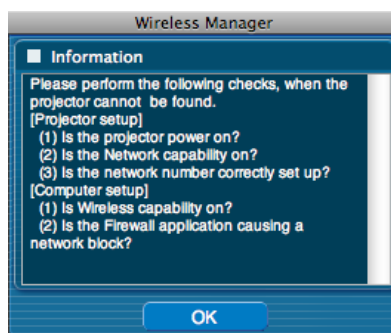 Wireless Manager
Information
Please perform the following checks, when the
projector cannot be found.
[Projector setup]
(1) Is the projector power on?
(2) Is the Network capability on?
(3) Is the network number correctly set up?
[Computer setup]
(1) Is Wireless capability on?
(2) Is the Firewall application causing a
network block?
OK